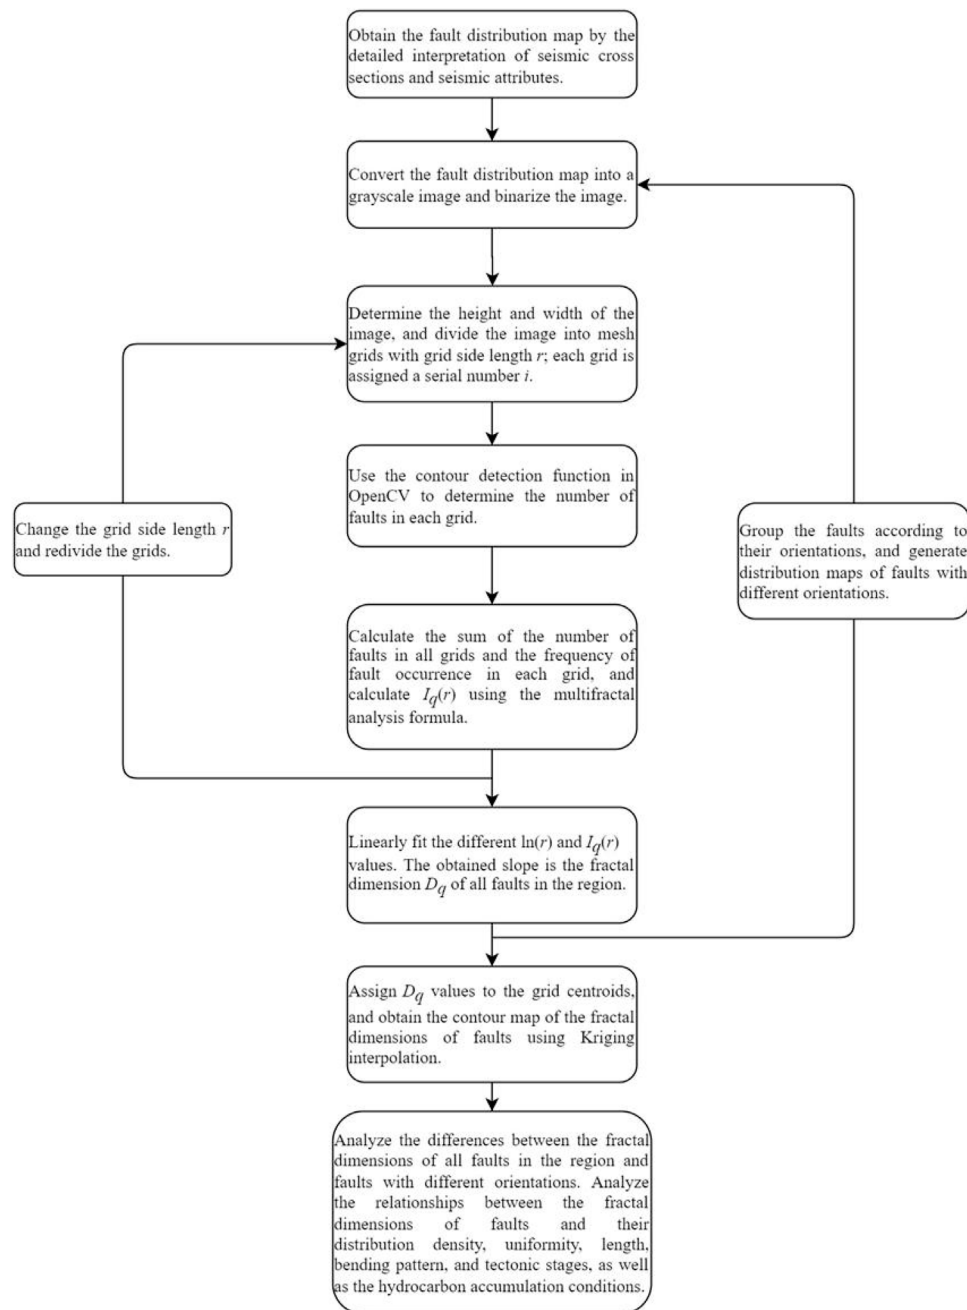 Obtain the fault distribution map by the
detailed interpretation of seismic cross
sections and seismic attributes.
Convert the fault distribution map into a
grayscale image and binarize the image.
Determine the height and width of the
image, and divide the image into mesh
grids with grid side length r; each grid is
assigned a serial number i.
Use the contour detection function in
OpenCV to determine the number of
faults in each grid.
Change the grid side length r
and redivide the grids.
Group the faults according to
their orientations, and generate
distribution maps of faults with
different orientations.
Calculate the sum of the number of
faults in all grids and the frequency of
fault occurrence in each grid, and
calculate Iq(r) using the multifractal
analysis formula.
Linearly fit the different ln(r) and Iq(r)
values. The obtained slope is the fractal
dimension Dq of all faults in the region.
Assign Dq values to the grid centroids,
and obtain the contour map of the fractal
dimensions of faults using Kriging
interpolation.
Analyze the differences between the fractal
dimensions of all faults in the region and
faults with different orientations. Analyze
the relationships between the fractal
dimensions of faults and their
distribution density, uniformity, length,
bending pattern, and tectonic stages, as well
as the hydrocarbon accumulation conditions.